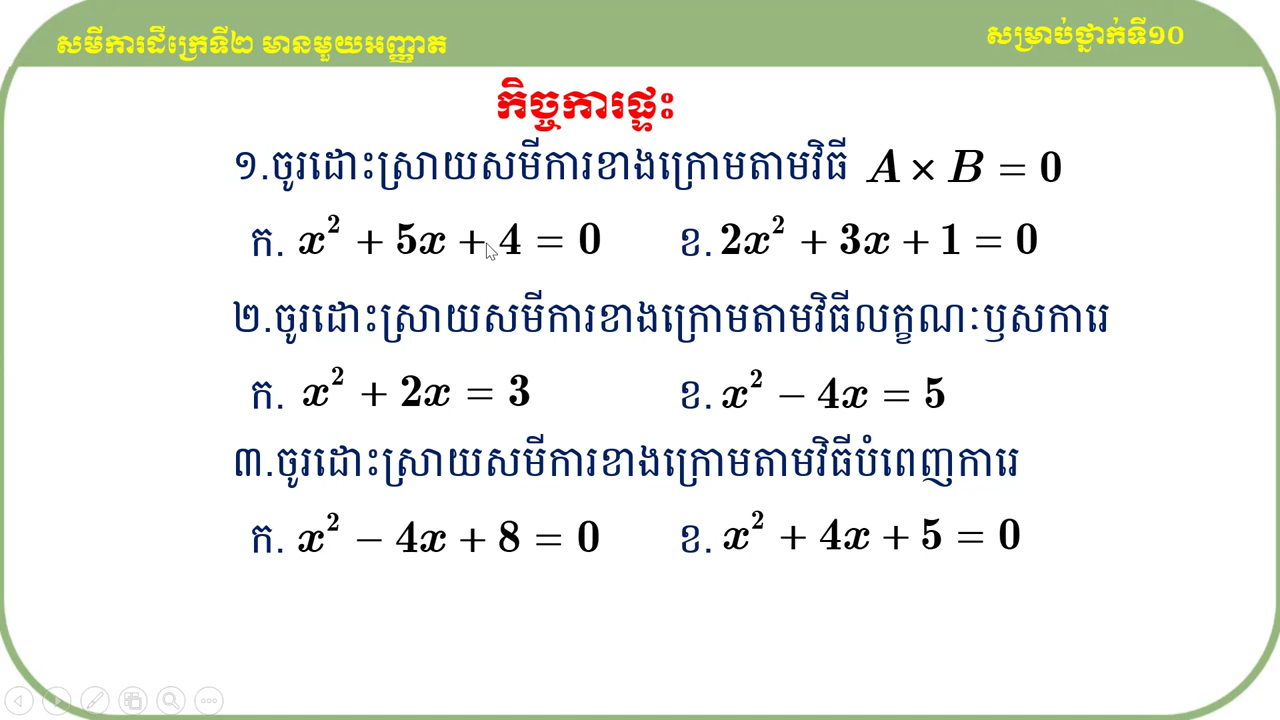 សមីការដឺក្រេទី២ មានមួយអញ្ញាត
សម្រាប់ថ្នាក់ទី១០
កិច្ចការផ្ទះ
១.ចូរដោះស្រាយសមីការខាងក្រោមតាមវិធី A × B = 0
ក. x² + 5x + 4 = 0 ខ. 2x² + 3x + 1 = 0
២.ចូរដោះស្រាយសមីការខាងក្រោមតាមវិធីលក្ខណៈឫសការេ
ក. x² + 2x = 3 ខ. x² − 4x = 5
៣.ចូរដោះស្រាយសមីការខាងក្រោមតាមវិធីបំពេញការេ
ក. x² − 4x + 8 = 0 ខ. x² + 4x + 5 = 0